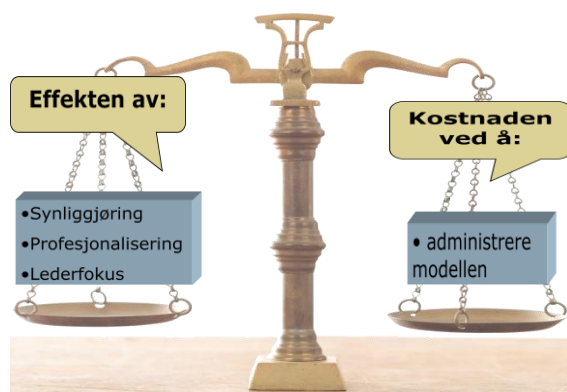 Effekten av:
•Synliggjøring
•Profesjonalisering
•Lederfokus
Kostnaden
ved å:
• administrere
modellen